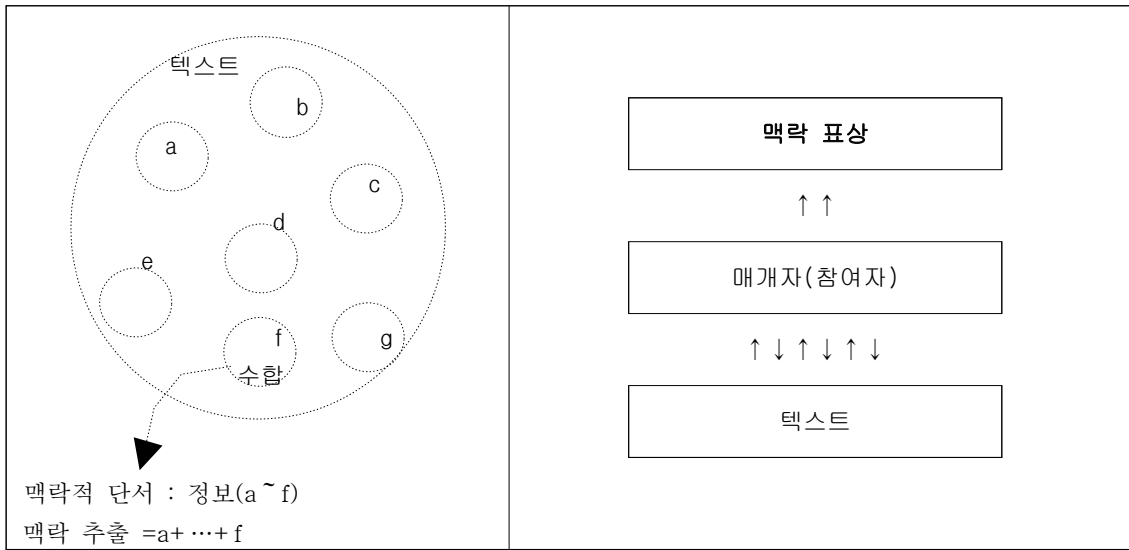 텍스트
b
a
c
d
e
f
g
수합
맥락적 단서 : 정보(a~f)
맥락 추출 =a+…+f
맥락 표상
↑ ↑
매개자(참여자)
↑ ↓ ↑ ↓ ↑ ↓
텍스트